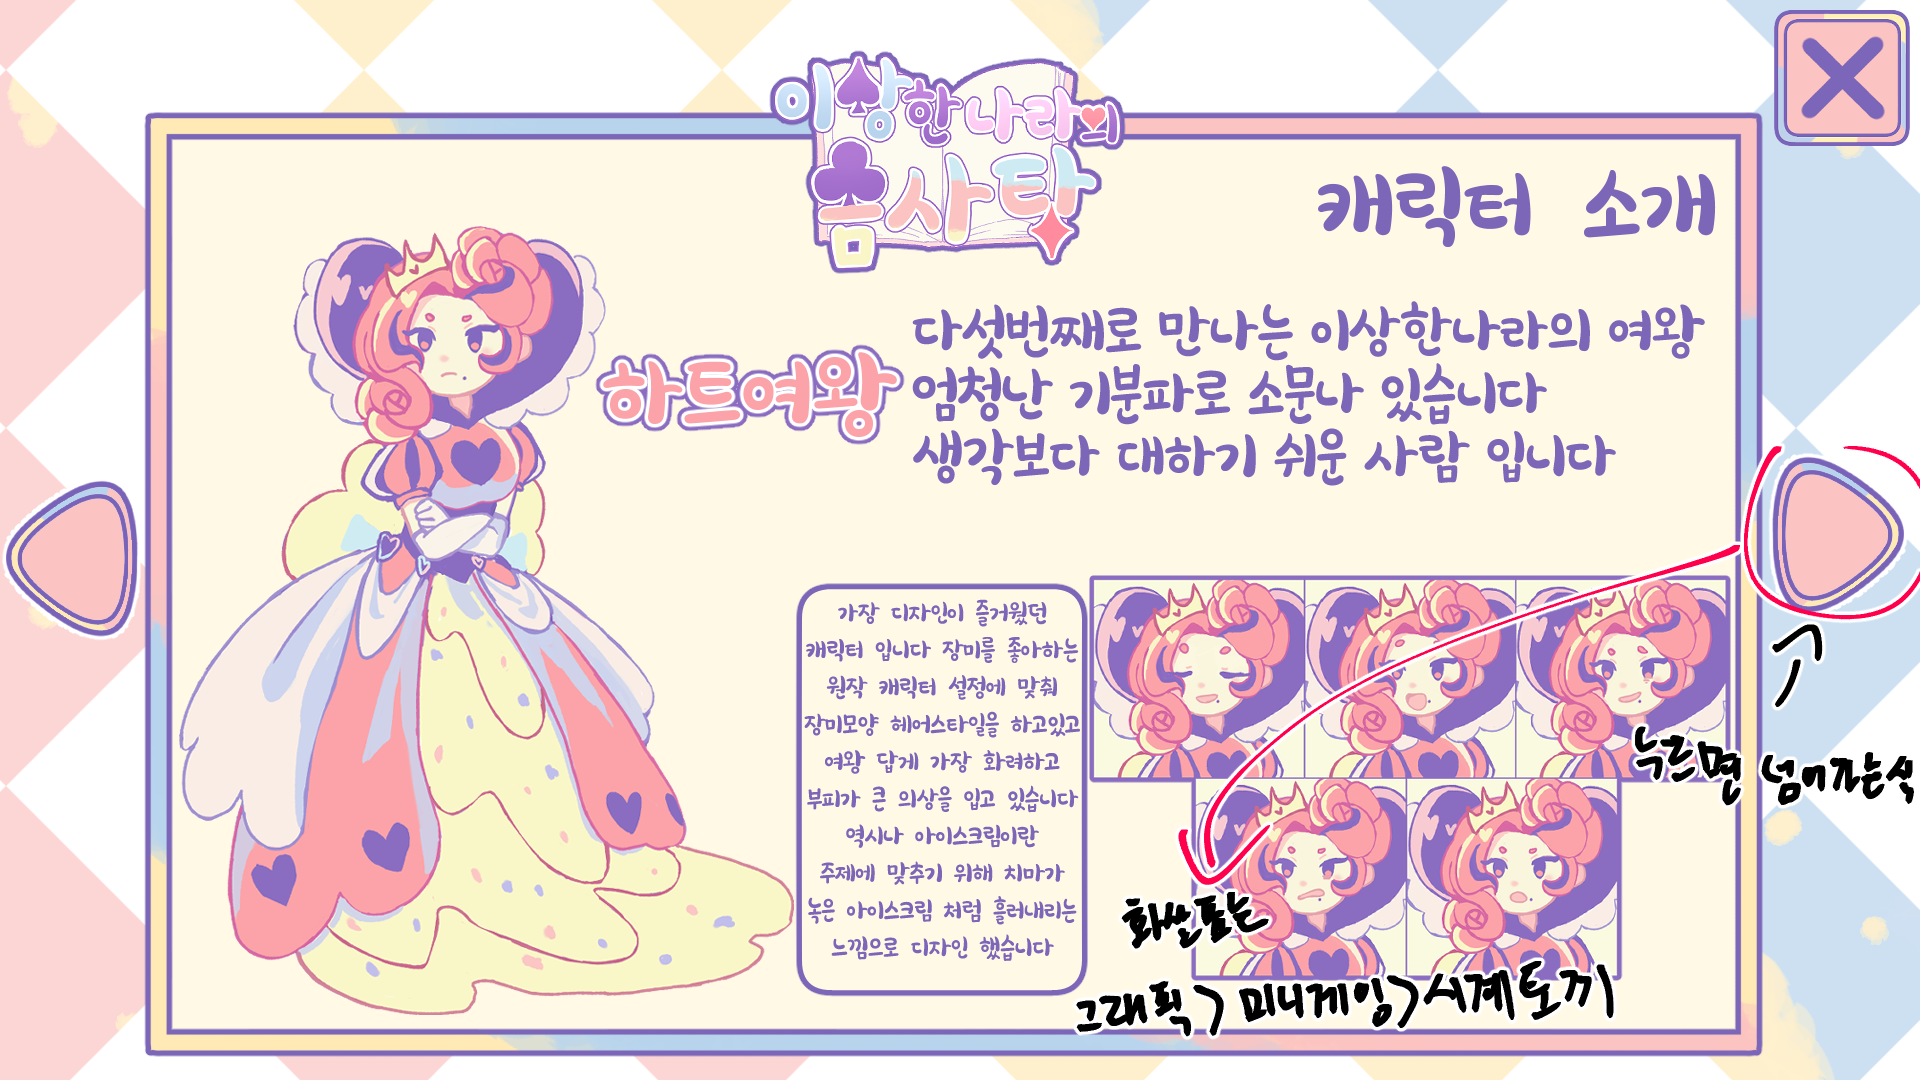 이상한 나라의
솜사탕
캐릭터 소개
하트여왕
다섯번째로 만나는 이상한나라의 여왕
엄청난 기분파로 소문나 있습니다
생각보다 대하기 쉬운 사람 입니다
가장 디자인이 즐거웠던
캐릭터 입니다 장미를 좋아하는
원작 캐릭터 설정에 맞춰
장미모양 헤어스타일을 하고있고
여왕 답게 가장 화려하고
부피가 큰 의상을 입고 있습니다
역시나 아이스크림이란
주제에 맞추기 위해 치마가
녹은 아이스크림 처럼 흘러내리는
느낌으로 디자인 했습니다
누르면 넘어가는식
화살표는
그래픽 > 미니게임 > 시계토끼